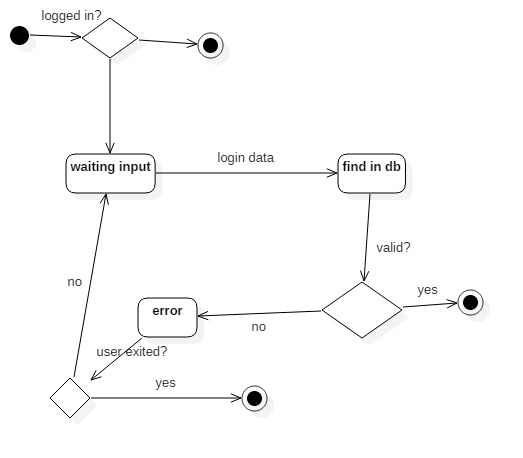 logged in?
waiting input
login data
find in db
valid?
yes
no
error
no
user exited?
yes